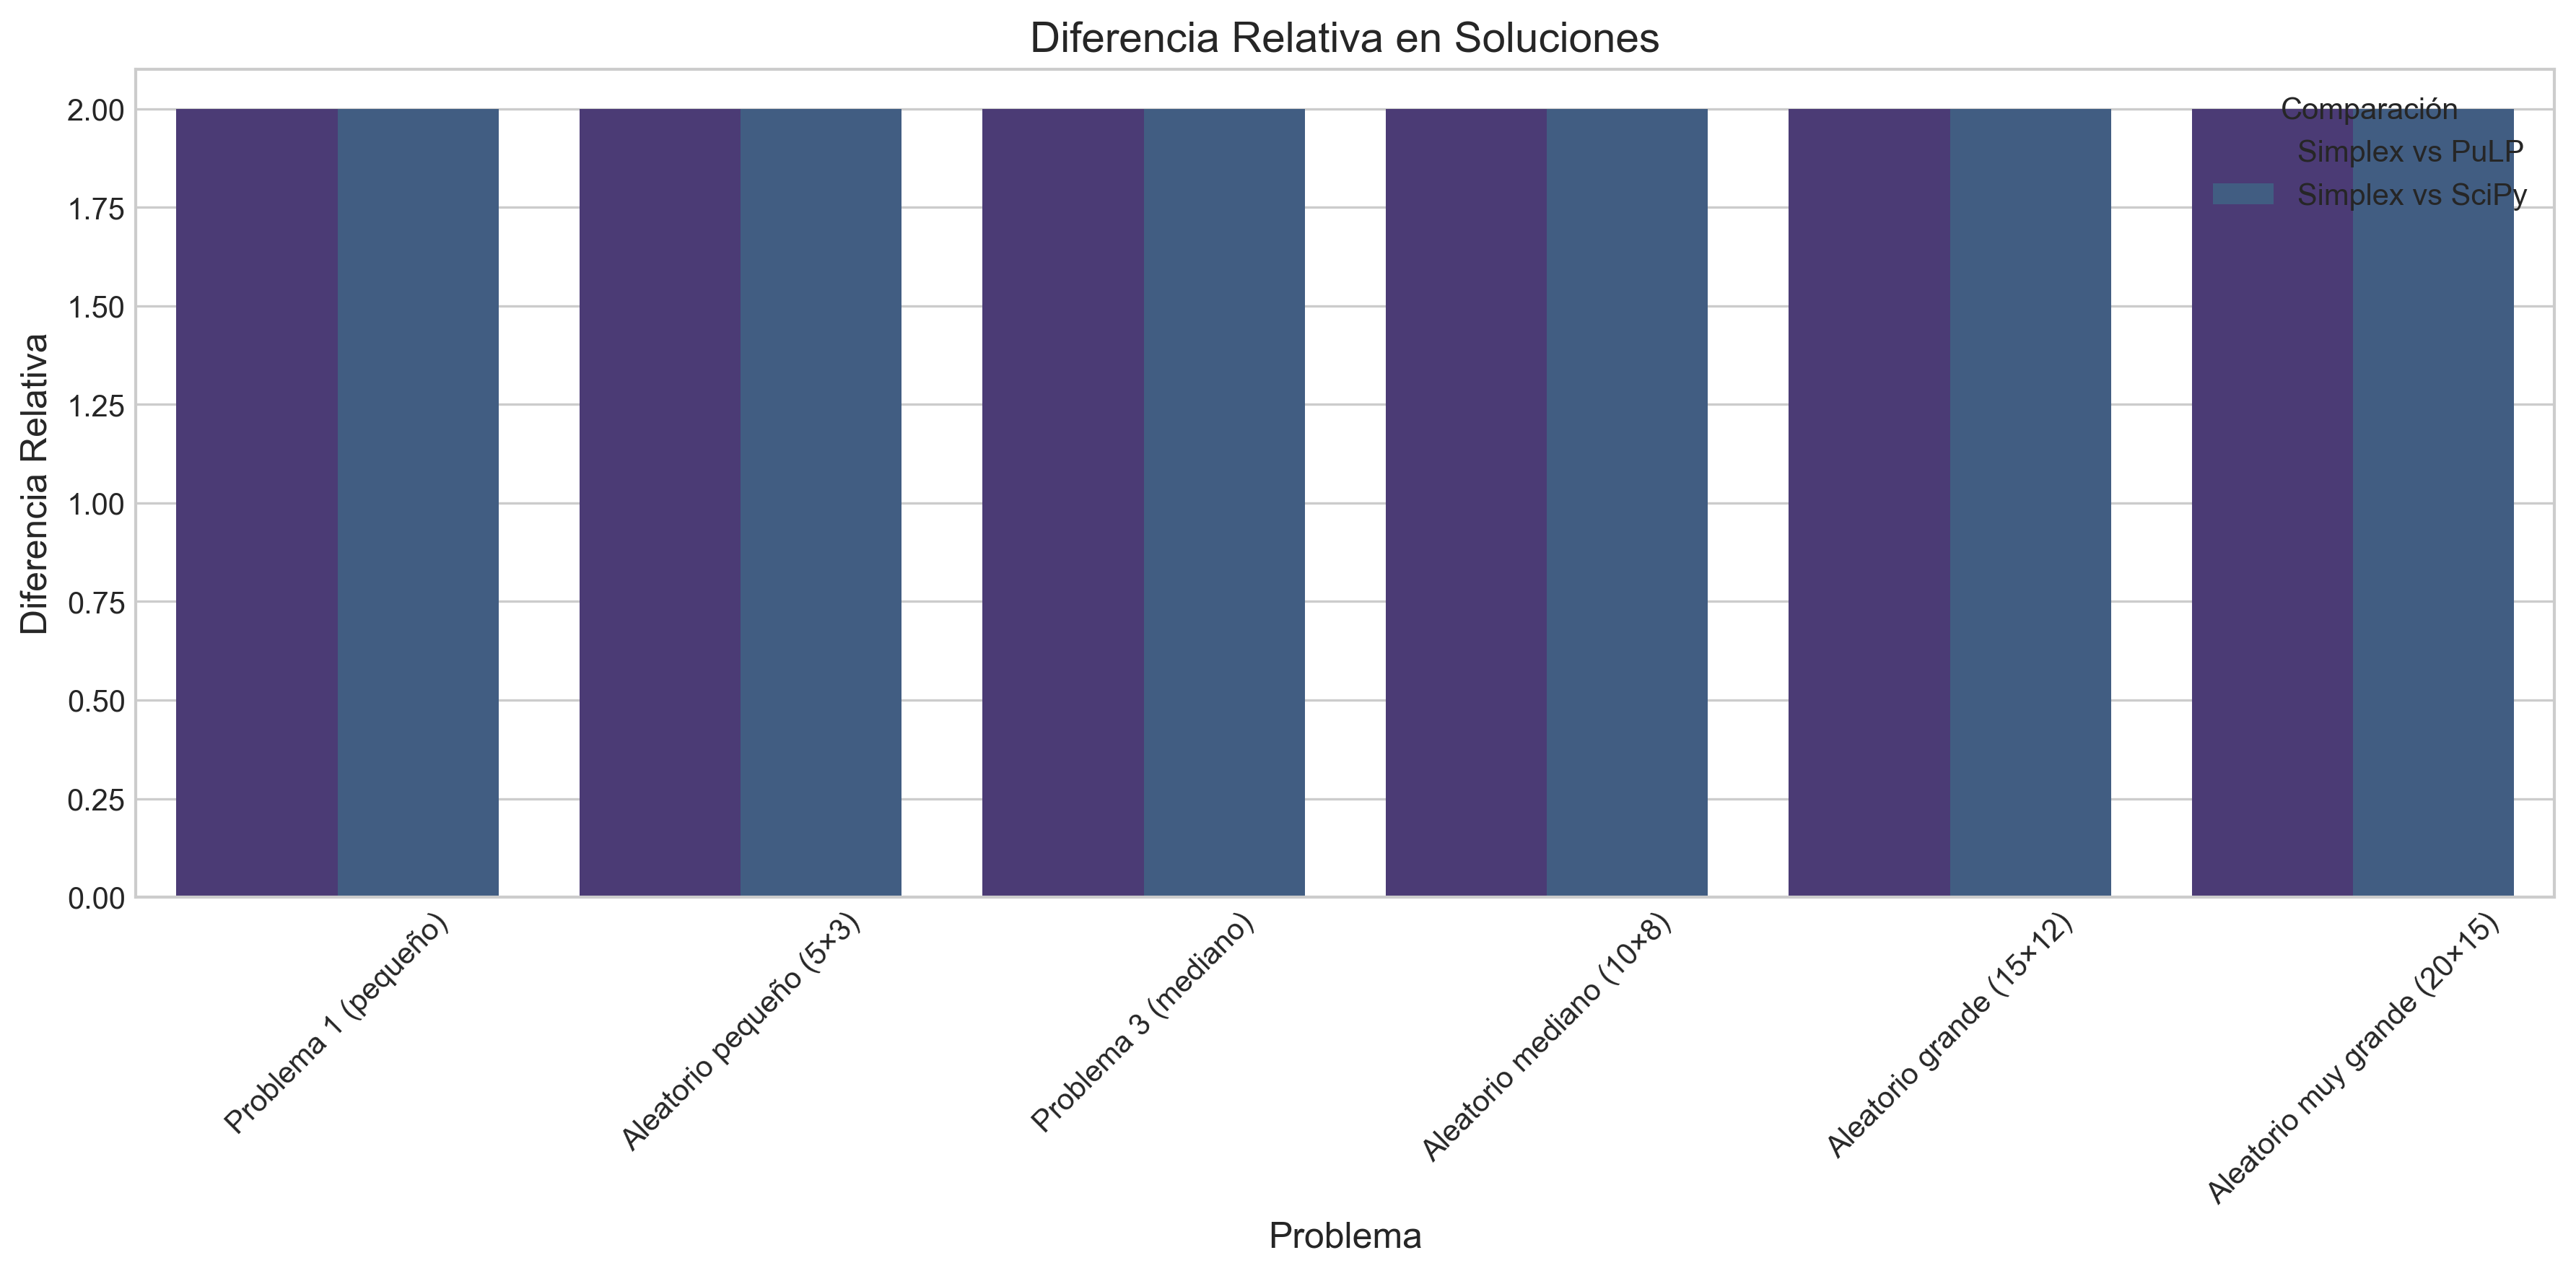 Diferencia Relativa en Soluciones
Diferencia Relativa
2.00
1.75
1.50
1.25
1.00
0.75
0.50
0.25
0.00
Comparación
Simplex vs PuLP
Simplex vs SciPy
Problema 1 (pequeño)
Aleatorio pequeño (5×3)
Problema 3 (mediano)
Aleatorio mediano (10×8)
Aleatorio grande (15×12)
Aleatorio muy grande (20×15)
Problema